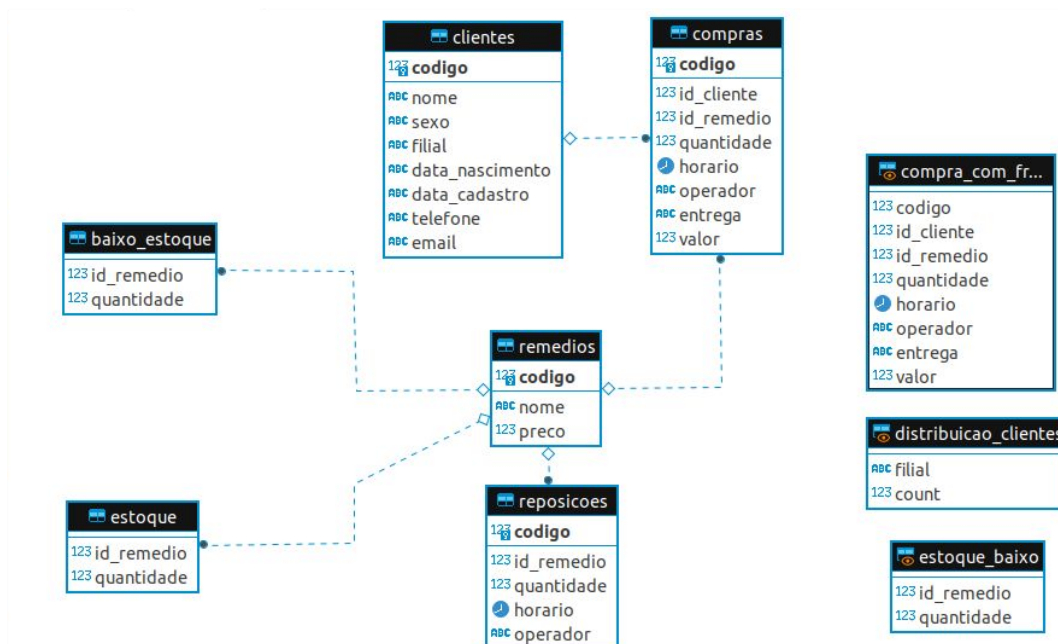 clientes
codigo
nome
sexo
filial
data_nascimento
data_cadastro
telefone
email
compras
codigo
id_cliente
id_remedio
quantidade
horario
operador
entrega
valor
compra_com_fr...
codigo
id_cliente
id_remedio
quantidade
horario
operador
entrega
valor
baixo_estoque
id_remedio
quantidade
remedios
codigo
nome
preco
distribuicao_clientes
filial
count
estoque
id_remedio
quantidade
reposicoes
codigo
id_remedio
quantidade
horario
operador
estoque_baixo
id_remedio
quantidade